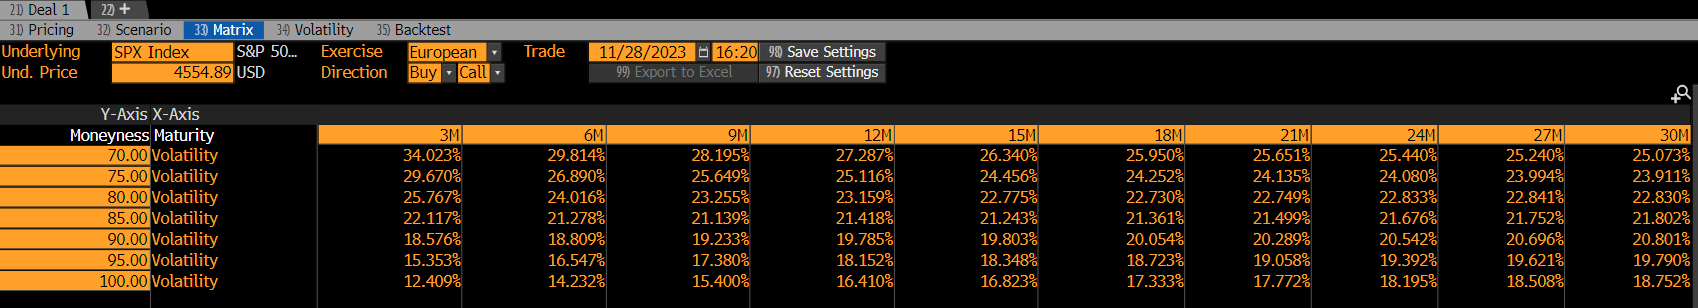 21) Deal 1 22) +
31) Pricing 32) Scenario 33) Matrix 34) Volatility 35) Backtest
Underlying SPX Index S&P 50... Exercise European Trade 11/28/2023 16:20 98) Save Settings
Und. Price 4554.89 USD Direction Buy Call 99) Export to Excel 97) Reset Settings
Y-Axis X-Axis
Moneyness Maturity 3M 6M 9M 12M 15M 18M 21M 24M 27M 30M
70.00 Volatility 34.023% 29.814% 28.195% 27.287% 26.340% 25.950% 25.651% 25.440% 25.240% 25.073%
75.00 Volatility 29.670% 26.890% 25.649% 25.116% 24.456% 24.252% 24.135% 24.080% 23.994% 23.911%
80.00 Volatility 25.767% 24.016% 23.255% 23.159% 22.775% 22.730% 22.749% 22.833% 22.841% 22.830%
85.00 Volatility 22.117% 21.278% 21.139% 21.418% 21.243% 21.361% 21.499% 21.676% 21.752% 21.802%
90.00 Volatility 18.576% 18.809% 19.233% 19.785% 19.803% 20.054% 20.289% 20.542% 20.696% 20.801%
95.00 Volatility 15.353% 16.547% 17.380% 18.152% 18.348% 18.723% 19.058% 19.392% 19.621% 19.790%
100.00 Volatility 12.409% 14.232% 15.400% 16.410% 16.823% 17.333% 17.772% 18.195% 18.508% 18.752%